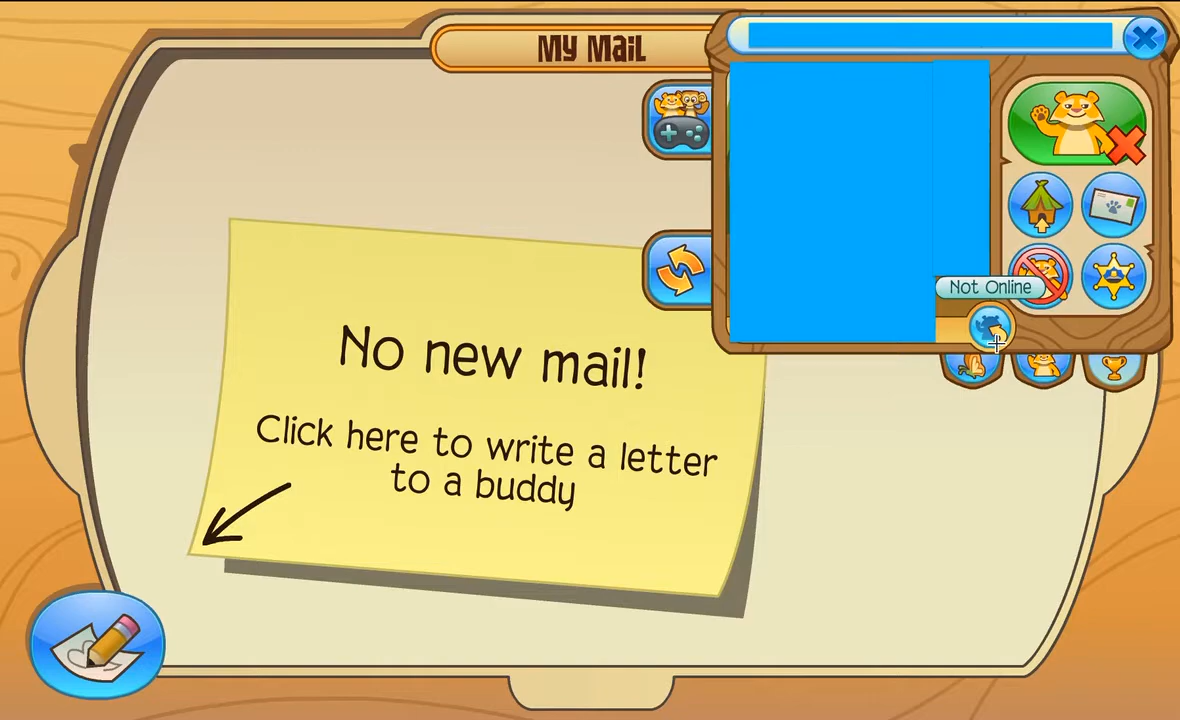 My Mail
Not Online
No new mail!
Click here to write a letter
to a buddy